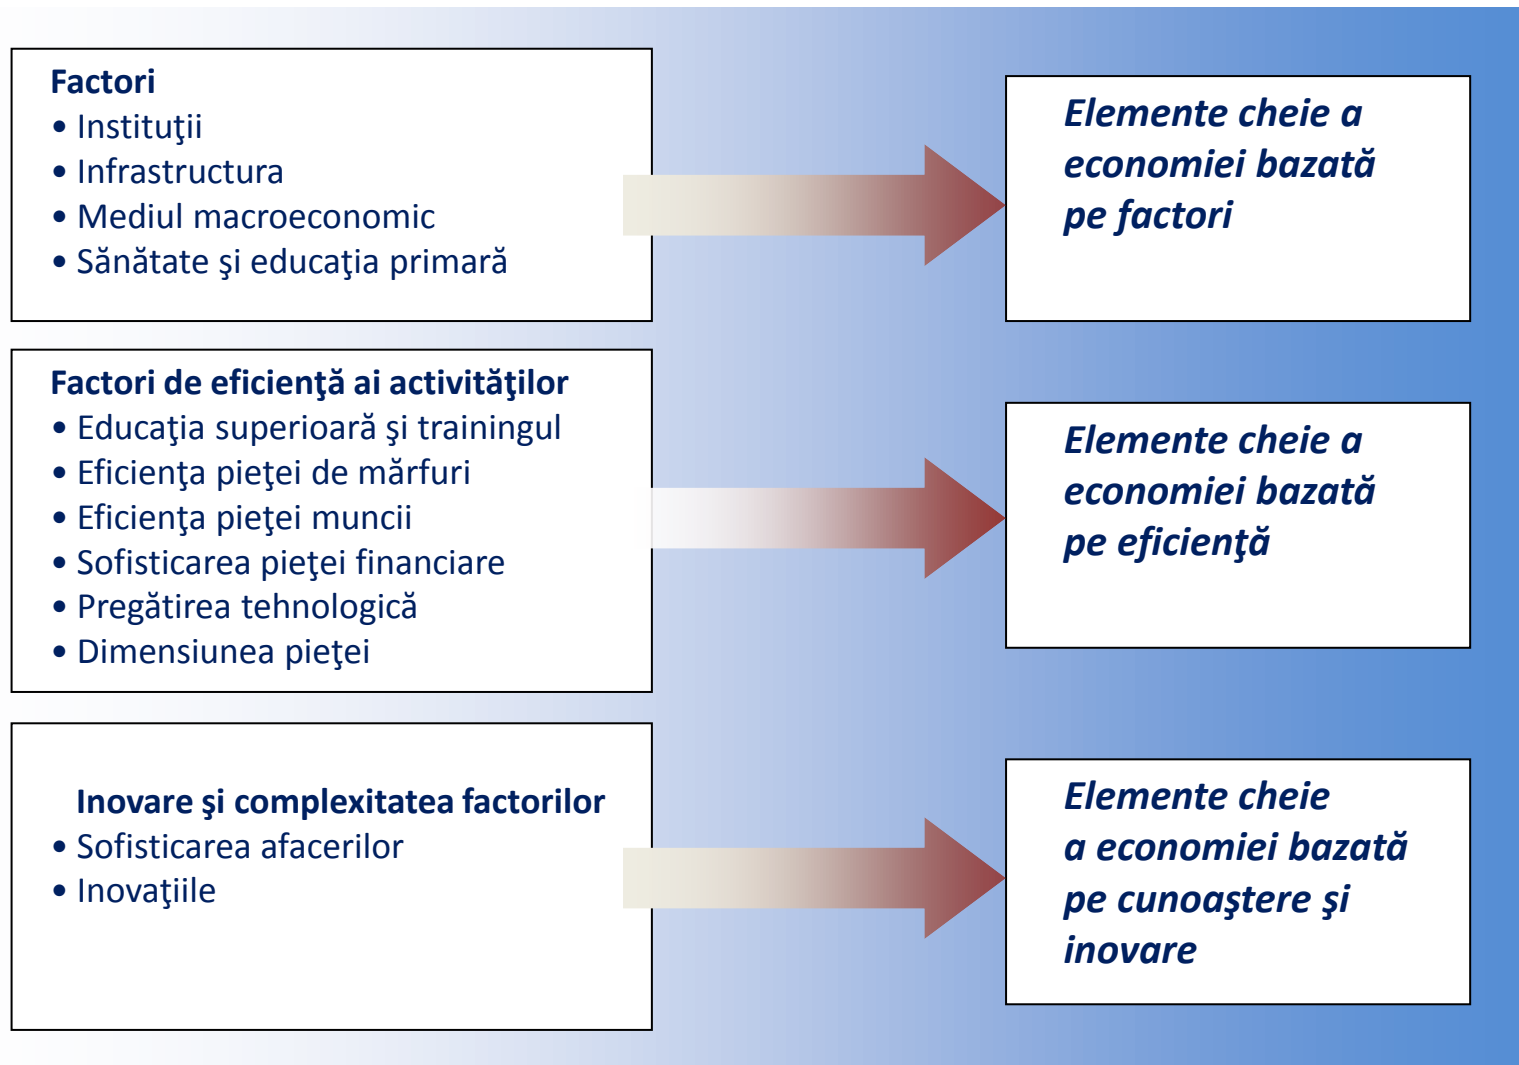 Factori
• Instituţii
• Infrastructura
• Mediul macroeconomic
• Sănătate şi educaţia primară
Elemente cheie a
economiei bazată
pe factori
Factori de eficienţă ai activităţilor
• Educaţia superioară şi trainingul
• Eficienţa pieţei de mărfuri
• Eficienţa pieţei muncii
• Sofisticarea pieţei financiare
• Pregătirea tehnologică
• Dimensiunea pieţei
Elemente cheie a
economiei bazată
pe eficienţă
Inovare şi complexitatea factorilor
• Sofisticarea afacerilor
• Inovaţiile
Elemente cheie
a economiei bazată
pe cunoaştere şi
inovare